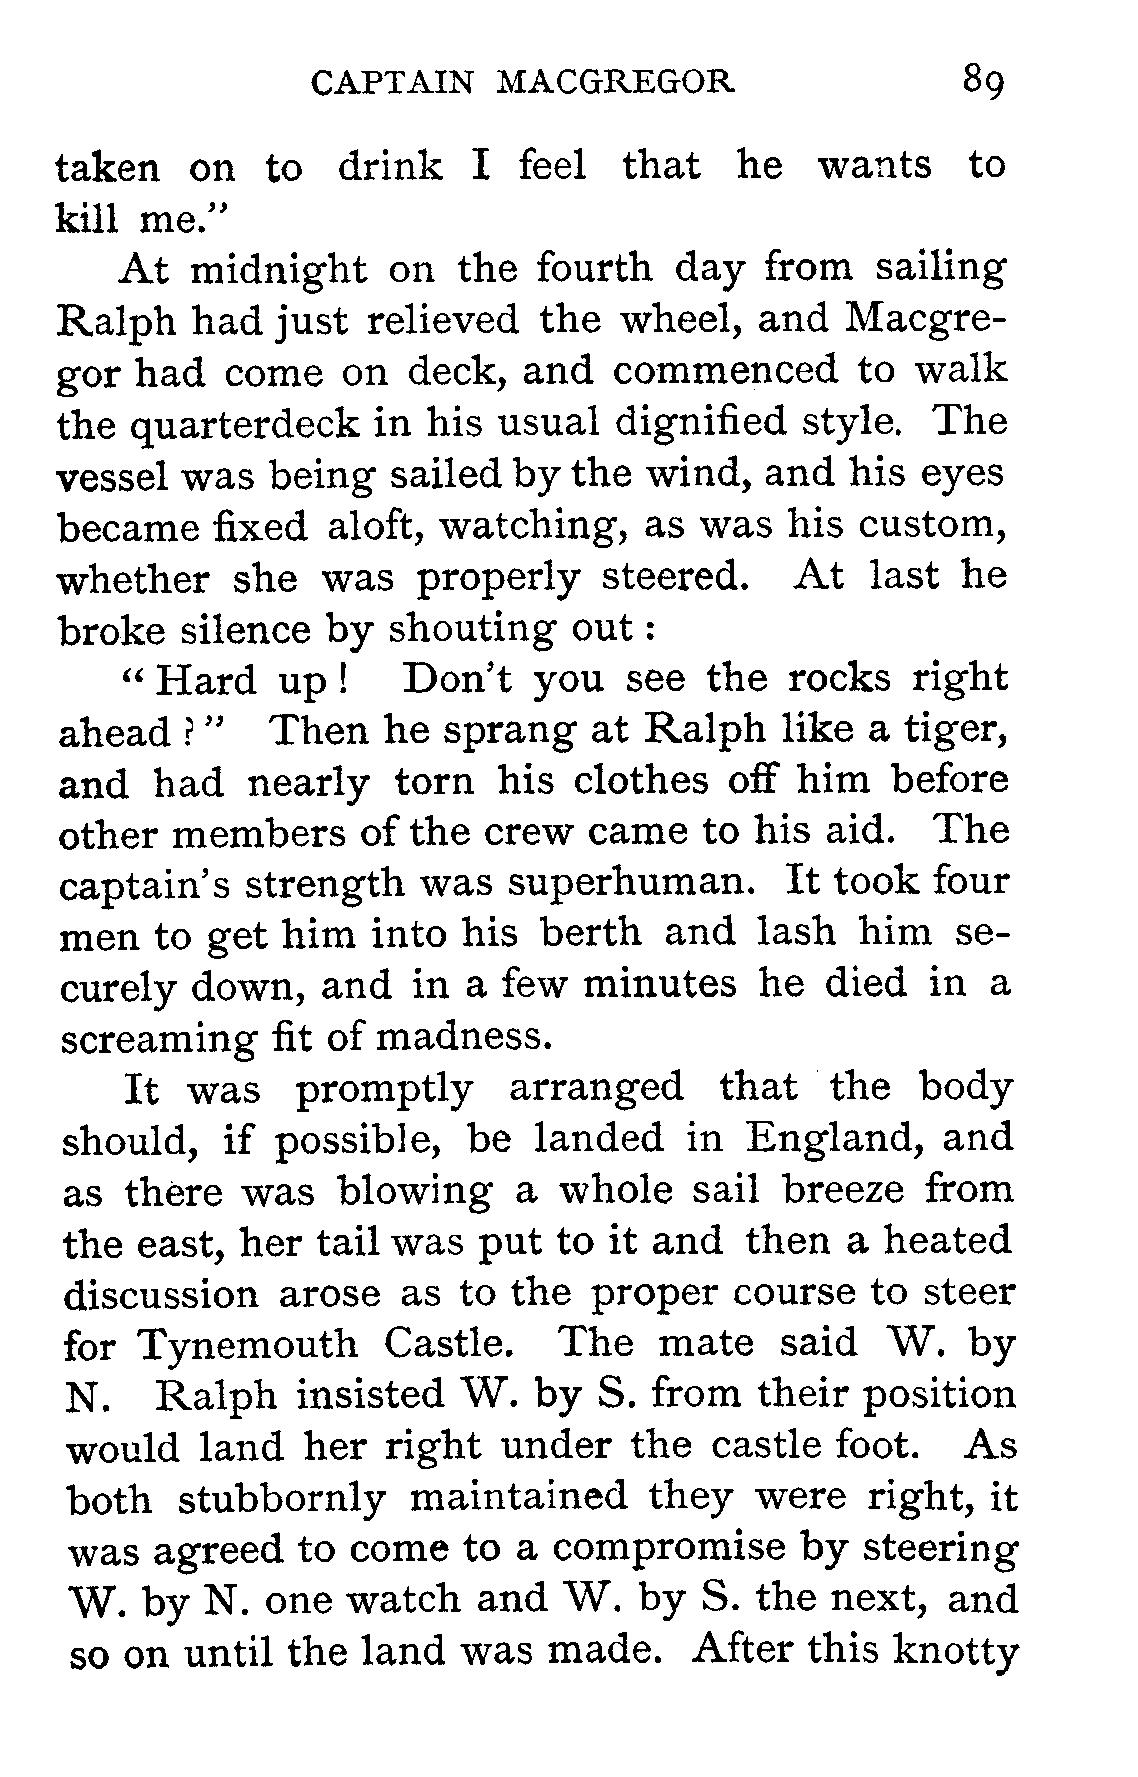 CAPTAIN MACGREGOR 89
taken on to drink I feel that he wants to
kill me."
At midnight on the fourth day from sailing
Ralph had just relieved the wheel, and Macgre-
gor had come on deck, and commenced to walk
the quarterdeck in his usual dignified style. The
vessel was being sailed by the wind, and his eyes
became fixed aloft, watching, as was his custom,
whether she was properly steered. At last he
broke silence by shouting out :
" Hard up ! Don't you see the rocks right
ahead ? " Then he sprang at Ralph like a tiger,
and had nearly torn his clothes off him before
other members of the crew came to his aid. The
captain's strength was superhuman. It took four
men to get him into his berth and lash him se-
curely down, and in a few minutes he died in a
screaming fit of madness.
It was promptly arranged that the body
should, if possible, be landed in England, and
as there was blowing a whole sail breeze from
the east, her tail was put to it and then a heated
discussion arose as to the proper course to steer
for Tynemouth Castle. The mate said W. by
N. Ralph insisted W. by S. from their position
would land her right under the castle foot. As
both stubbornly maintained they were right, it
was agreed to come to a compromise by steering
W. by N. one watch and W. by S. the next, and
so on until the land was made. After this knotty